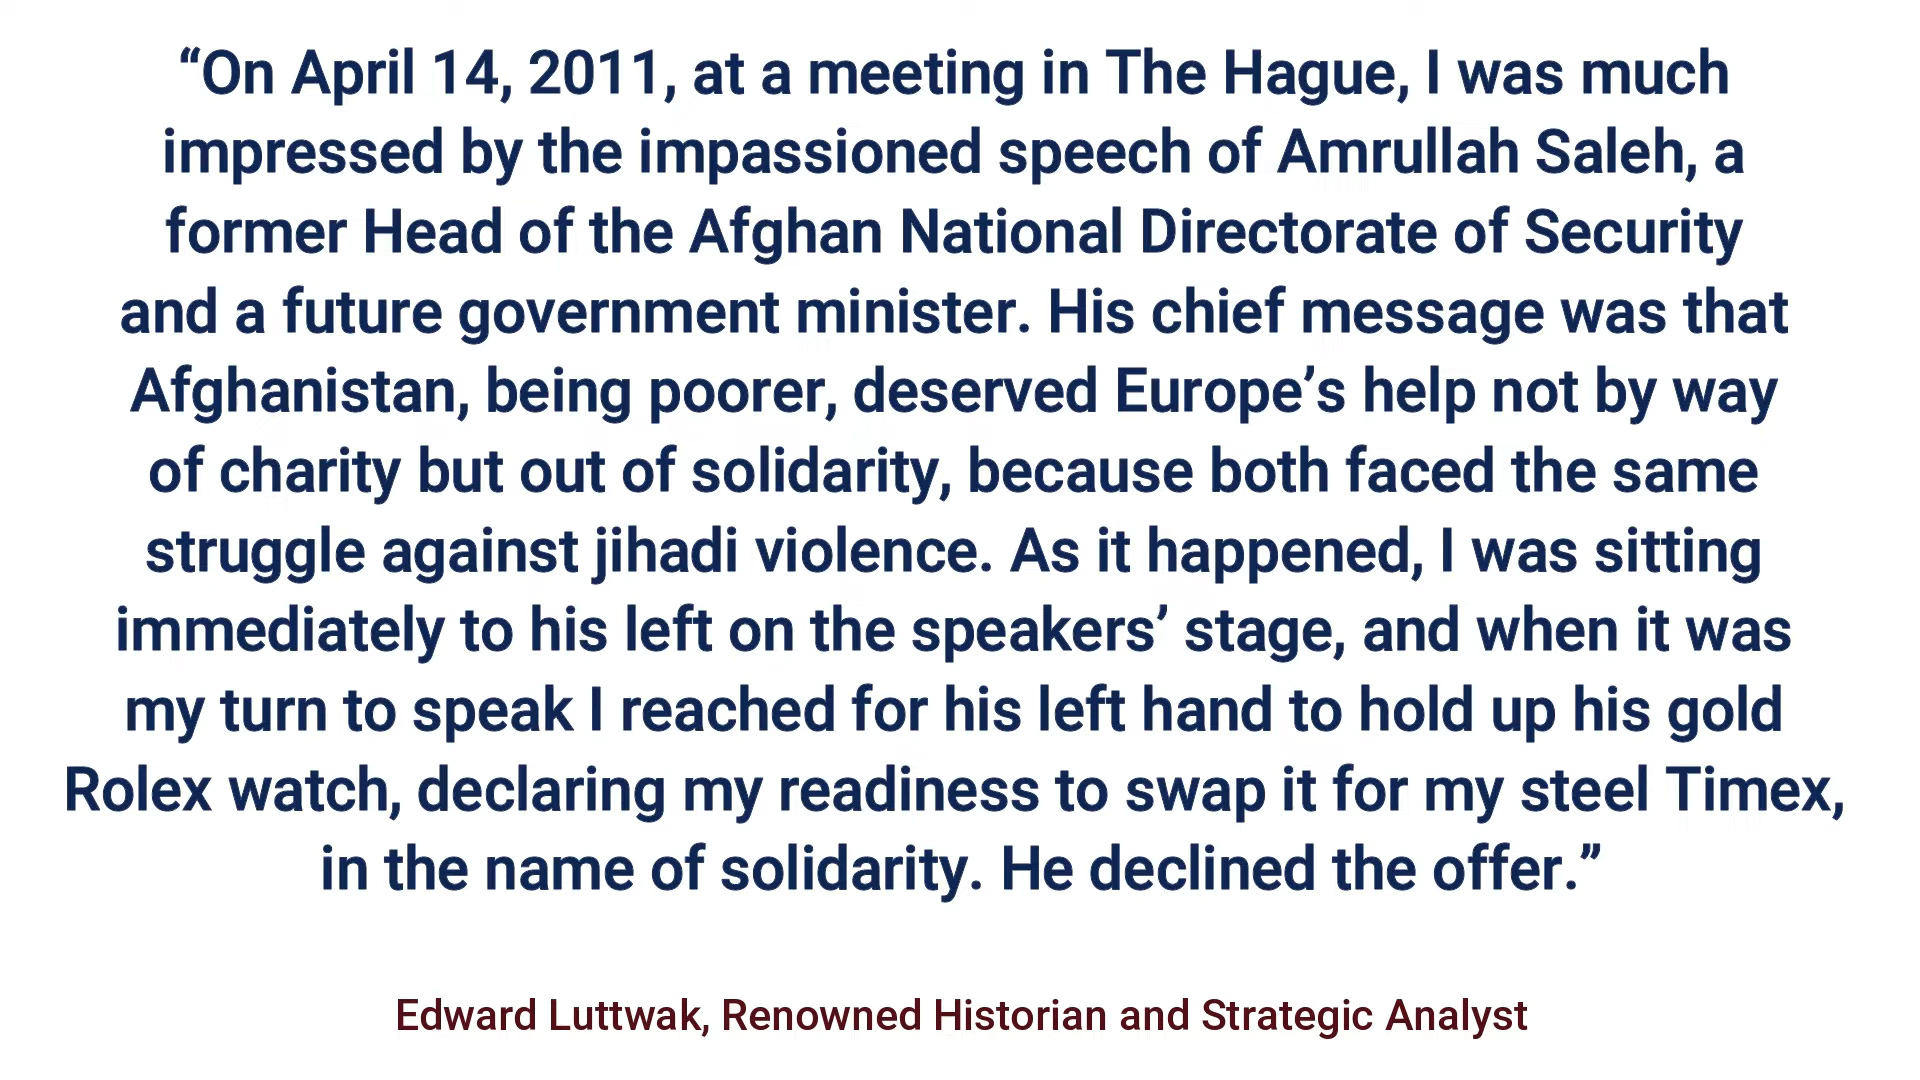 “On April 14, 2011, at a meeting in The Hague, I was much
impressed by the impassioned speech of Amrullah Saleh, a
former Head of the Afghan National Directorate of Security
and a future government minister. His chief message was that
Afghanistan, being poorer, deserved Europe’s help not by way
of charity but out of solidarity, because both faced the same
struggle against jihadi violence. As it happened, I was sitting
immediately to his left on the speakers’ stage, and when it was
my turn to speak I reached for his left hand to hold up his gold
Rolex watch, declaring my readiness to swap it for my steel Timex,
in the name of solidarity. He declined the offer.”
Edward Luttwak, Renowned Historian and Strategic Analyst